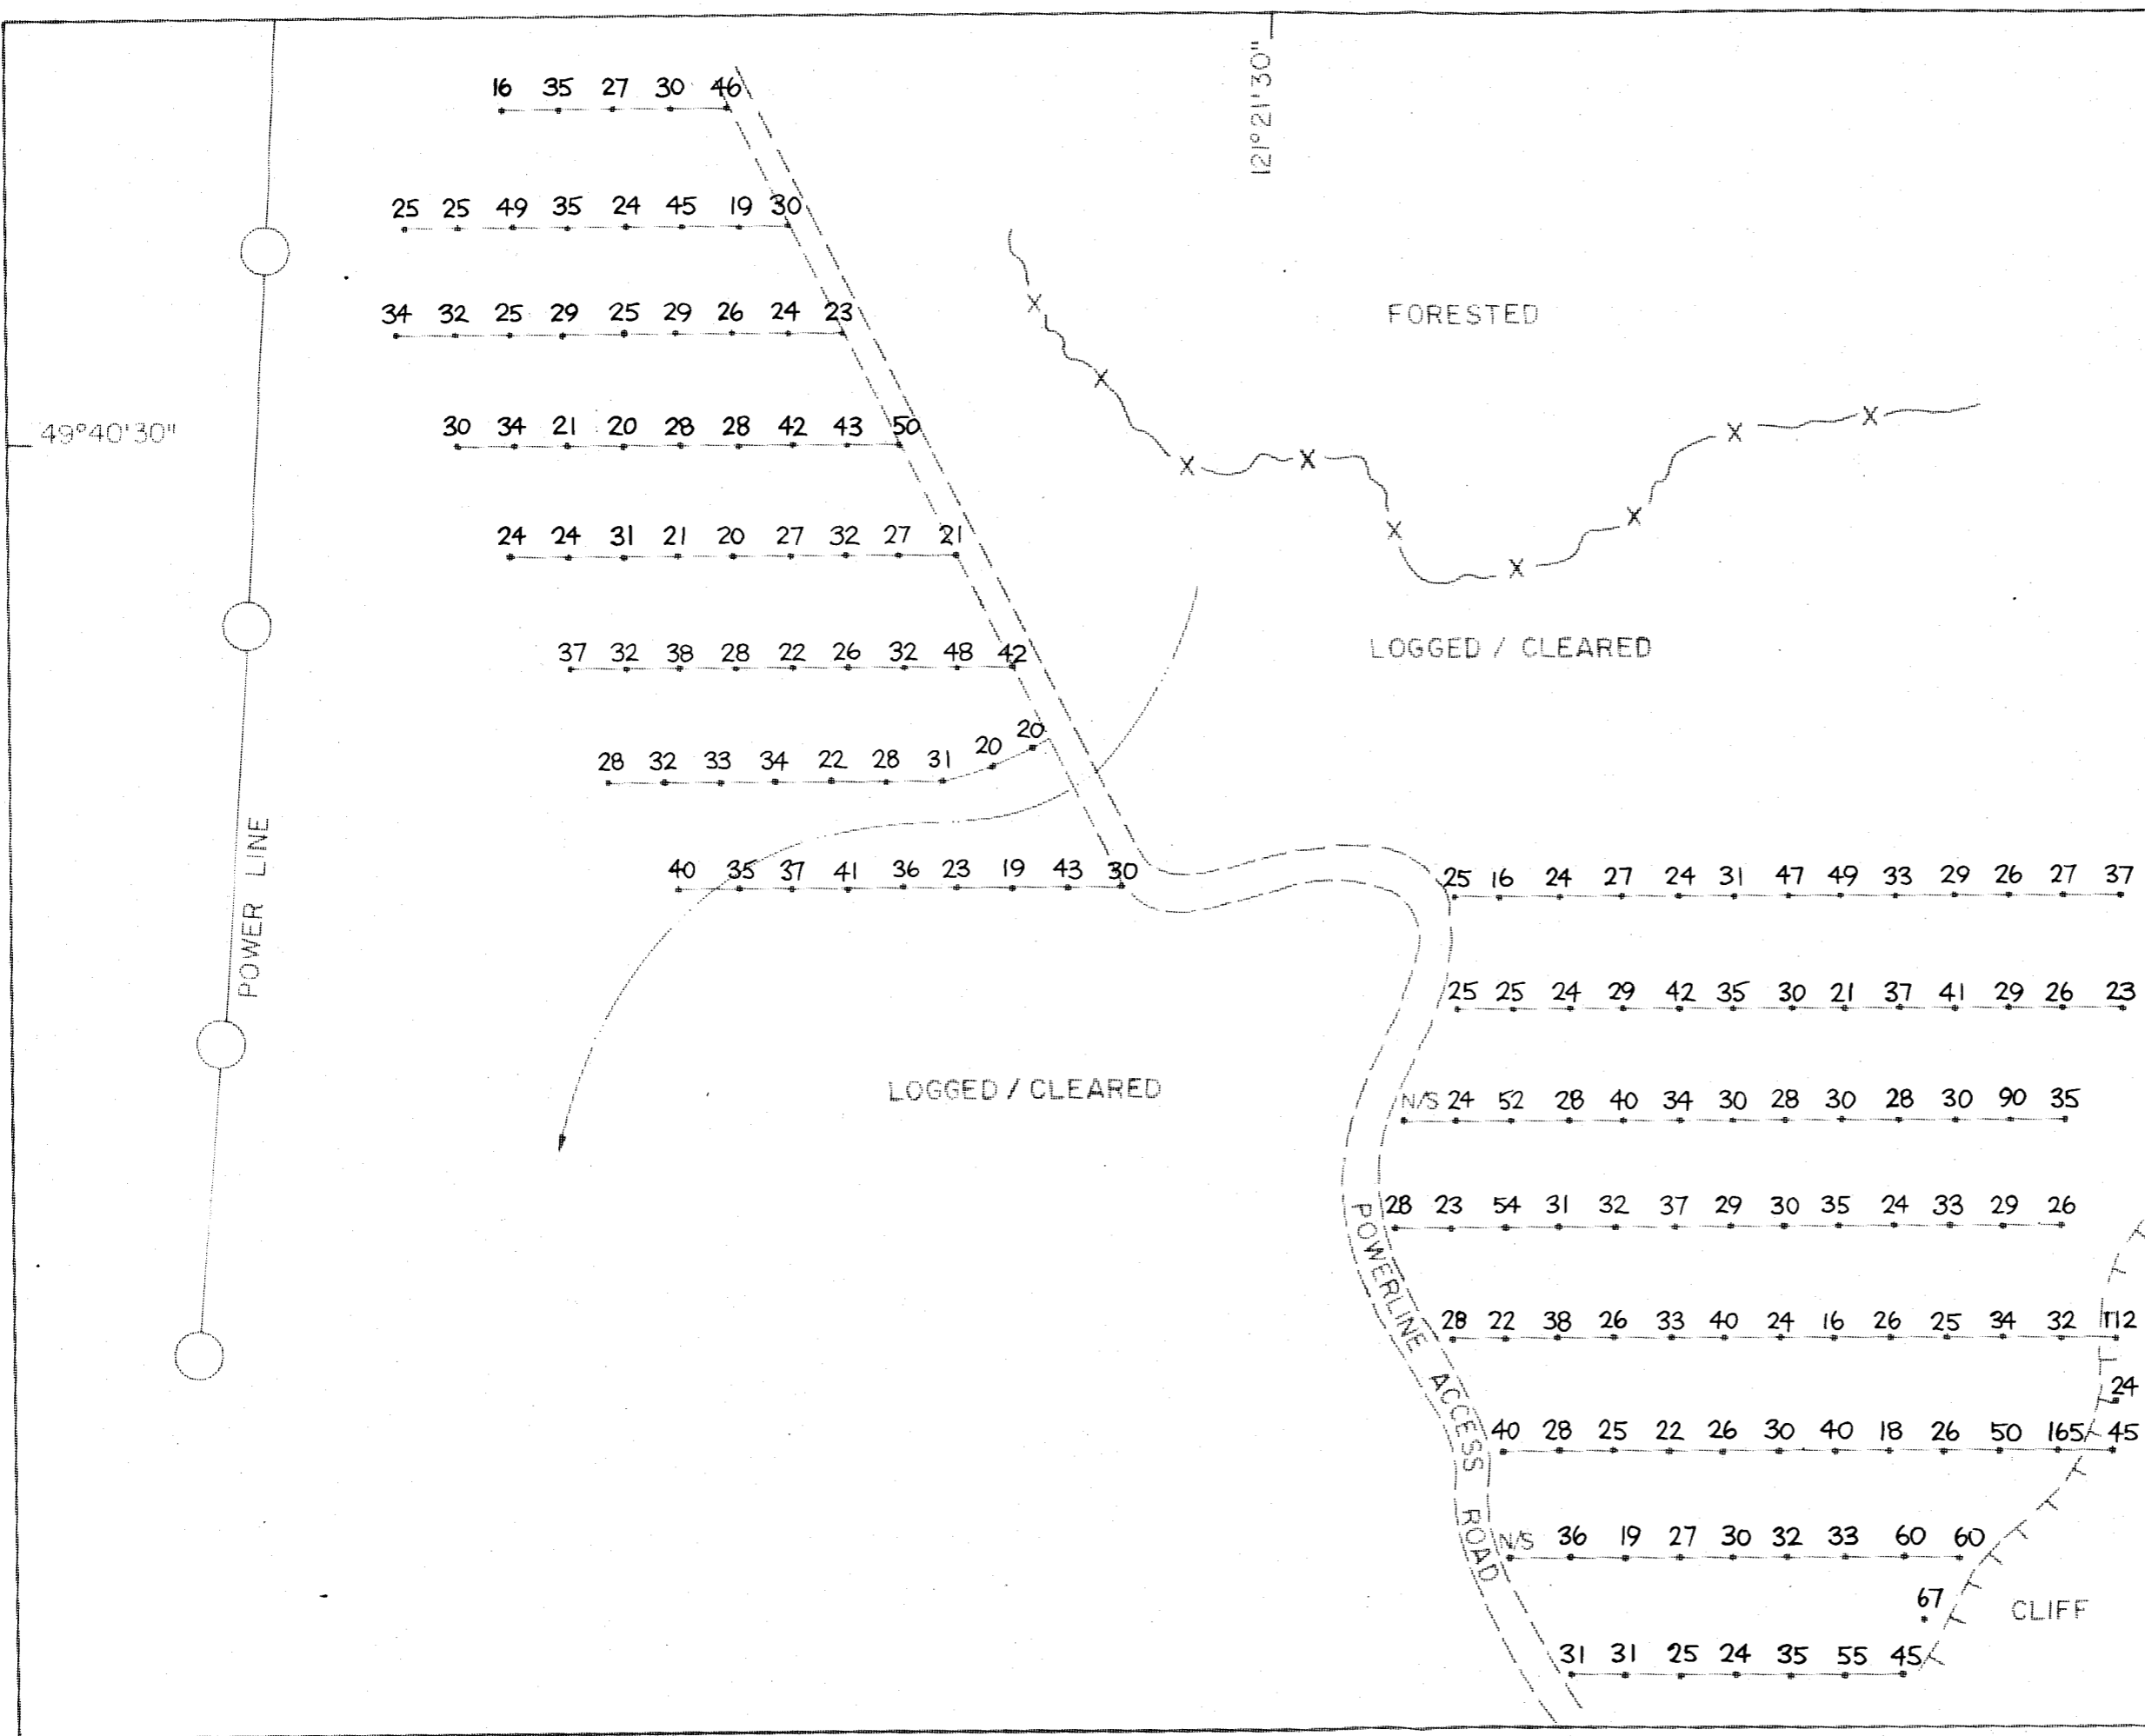 121°21'30"
16 35 27 30 46
25 25 49 35 24 45 19 30
34 32 25 29 25 29 26 24 23
FORESTED
49°40'30"
30 34 21 20 28 28 42 43 50
24 24 31 21 20 27 32 27 21
37 32 38 28 22 26 32 48 42
LOGGED / CLEARED
28 32 33 34 22 28 31 20 20
POWER LINE
40 35 37 41 36 23 19 43 30
25 16 24 27 24 31 47 49 33 29 26 27 37
25 25 24 29 42 35 30 21 37 41 29 26 23
LOGGED / CLEARED
N/S 24 52 28 40 34 30 28 30 28 30 90 35
28 23 54 31 32 37 29 30 35 24 33 29 26
POWERLINE ACCESS ROAD
28 22 38 26 33 40 24 16 26 25 34 32 112
24
40 28 25 22 26 30 40 18 26 50 165 45
N/S 36 19 27 30 32 33 60 60
67
CLIFF
31 31 25 24 35 55 45